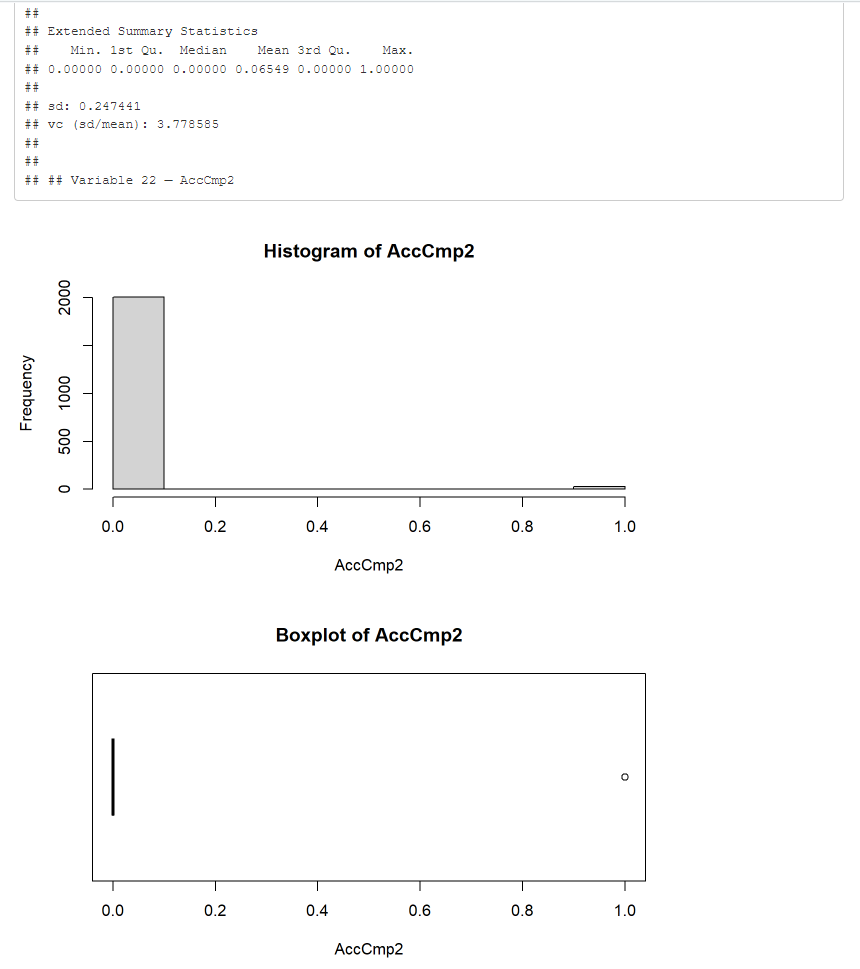 ##
## Extended Summary Statistics
##    Min. 1st Qu.  Median    Mean 3rd Qu.    Max.
## 0.00000 0.00000 0.00000 0.06549 0.00000 1.00000
##
## sd: 0.247441
## vc (sd/mean): 3.778585
##
##
## ## Variable 22 — AccCmp2
Histogram of AccCmp2
Frequency
2000
1000
500
0
0.0 0.2 0.4 0.6 0.8 1.0
AccCmp2
Boxplot of AccCmp2
0.0 0.2 0.4 0.6 0.8 1.0
AccCmp2